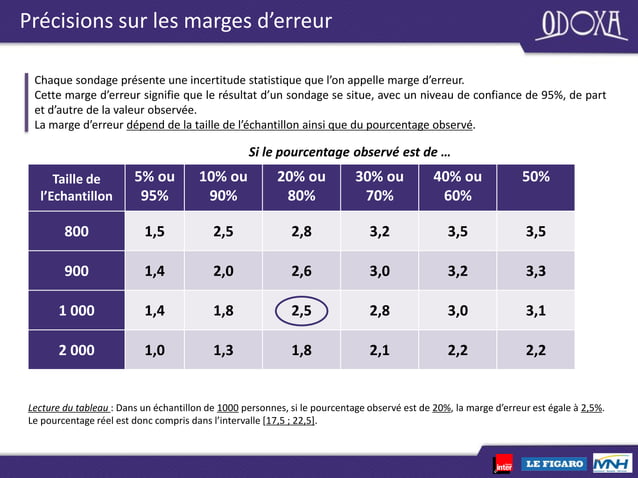 Précisions sur les marges d’erreur
ODOXA
Chaque sondage présente une incertitude statistique que l’on appelle marge d’erreur.
Cette marge d’erreur signifie que le résultat d’un sondage se situe, avec un niveau de confiance de 95%, de part
et d’autre de la valeur observée.
La marge d’erreur dépend de la taille de l’échantillon ainsi que du pourcentage observé.
Si le pourcentage observé est de …
Taille de l’Echantillon 5% ou 95% 10% ou 90% 20% ou 80% 30% ou 70% 40% ou 60% 50%
800 1,5 2,5 2,8 3,2 3,5 3,5
900 1,4 2,0 2,6 3,0 3,2 3,3
1 000 1,4 1,8 2,5 2,8 3,0 3,1
2 000 1,0 1,3 1,8 2,1 2,2 2,2
Lecture du tableau : Dans un échantillon de 1000 personnes, si le pourcentage observé est de 20%, la marge d’erreur est égale à 2,5%.
Le pourcentage réel est donc compris dans l’intervalle [17,5 ; 22,5].
inter LE FIGARO MNH